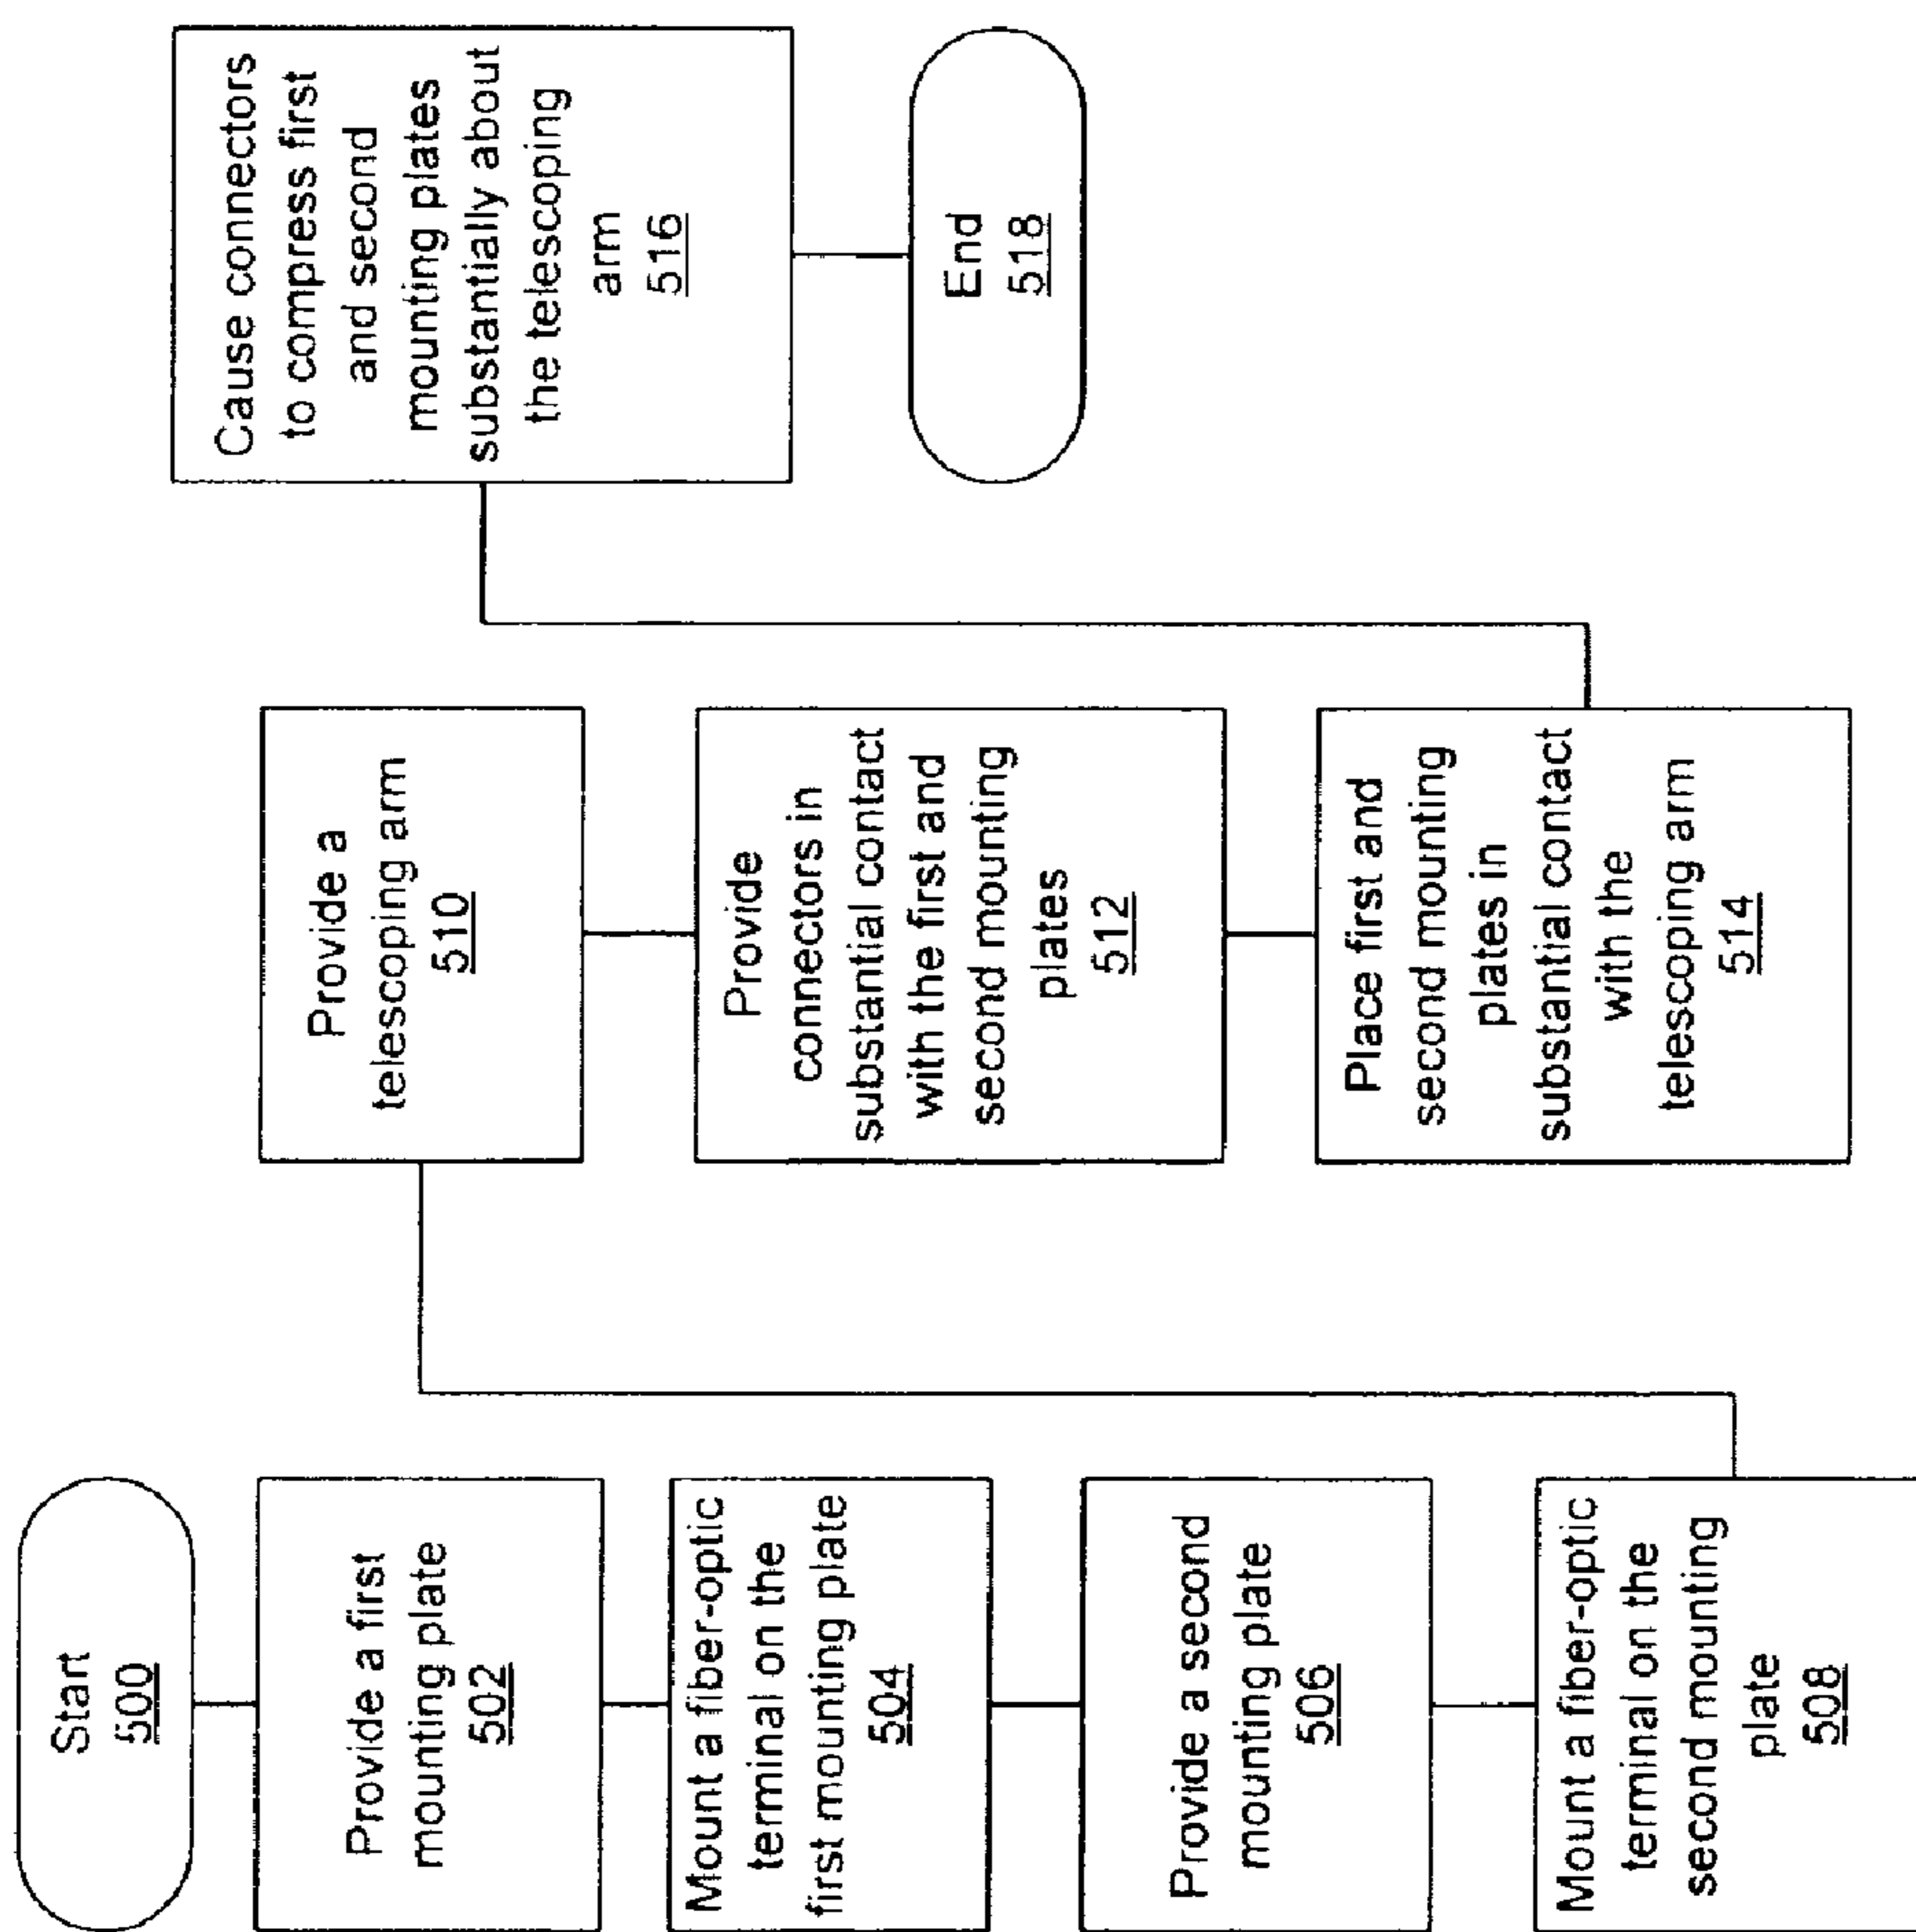 Start
500
Provide a first
mounting plate
502
Mount a fiber-optic
terminal on the
first mounting plate
504
Provide a second
mounting plate
506
Mount a fiber-optic
terminal on the
second mounting
plate
508
Provide a
telescoping arm
510
Provide
connectors in
substantial contact
with the first and
second mounting
plates
512
Place first and
second mounting
plates in
substantial contact
with the
telescoping arm
514
Cause connectors
to compress first
and second
mounting plates
substantially about
the telescoping
arm
516
End
518